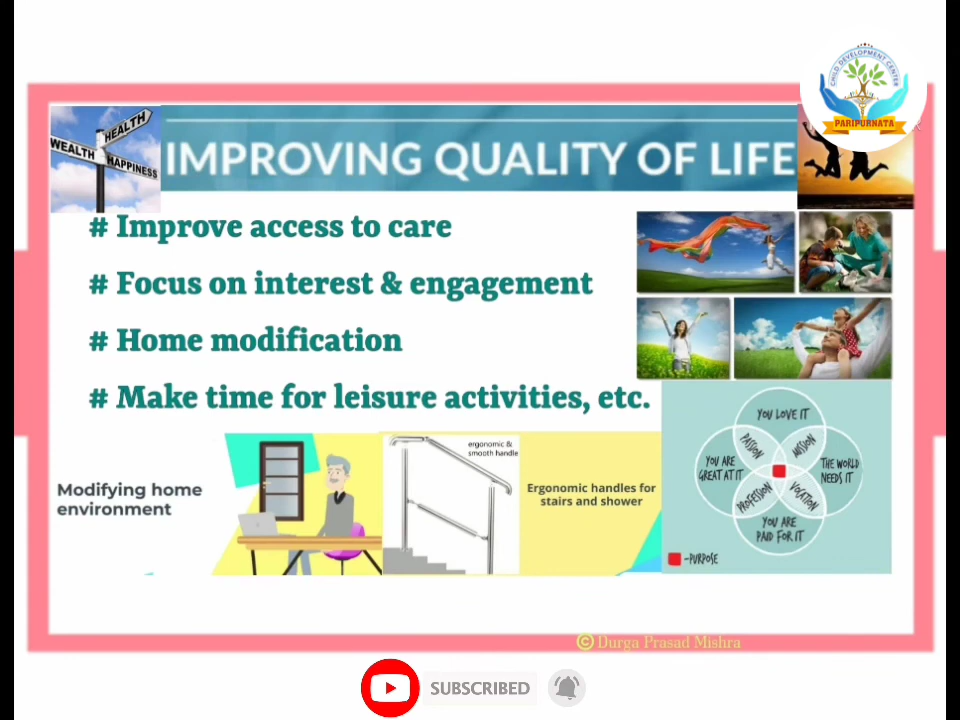 CHILD DEVELOPMENT CENTER
PARIPURNATA
HEALTH
WEALTH
HAPPINESS
IMPROVING QUALITY OF LIFE
# Improve access to care
# Focus on interest & engagement
# Home modification
# Make time for leisure activities, etc.
Modifying home
environment
ergonomic &
smooth handle
Ergonomic handles for
stairs and shower
YOU LOVE IT
PASSION
MISSION
YOU ARE
GREAT AT IT
THE WORLD
NEEDS IT
PROFESSION
VOCATION
YOU ARE
PAID FOR IT
-PURPOSE
© Durga Prasad Mishra
SUBSCRIBED